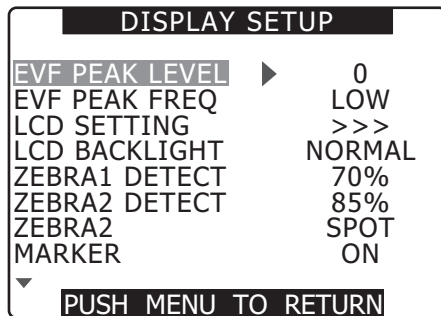 DISPLAY SETUP
EVF PEAK LEVEL 0
EVF PEAK FREQ LOW
LCD SETTING >>>
LCD BACKLIGHT NORMAL
ZEBRA1 DETECT 70%
ZEBRA2 DETECT 85%
ZEBRA2 SPOT
MARKER ON
PUSH MENU TO RETURN